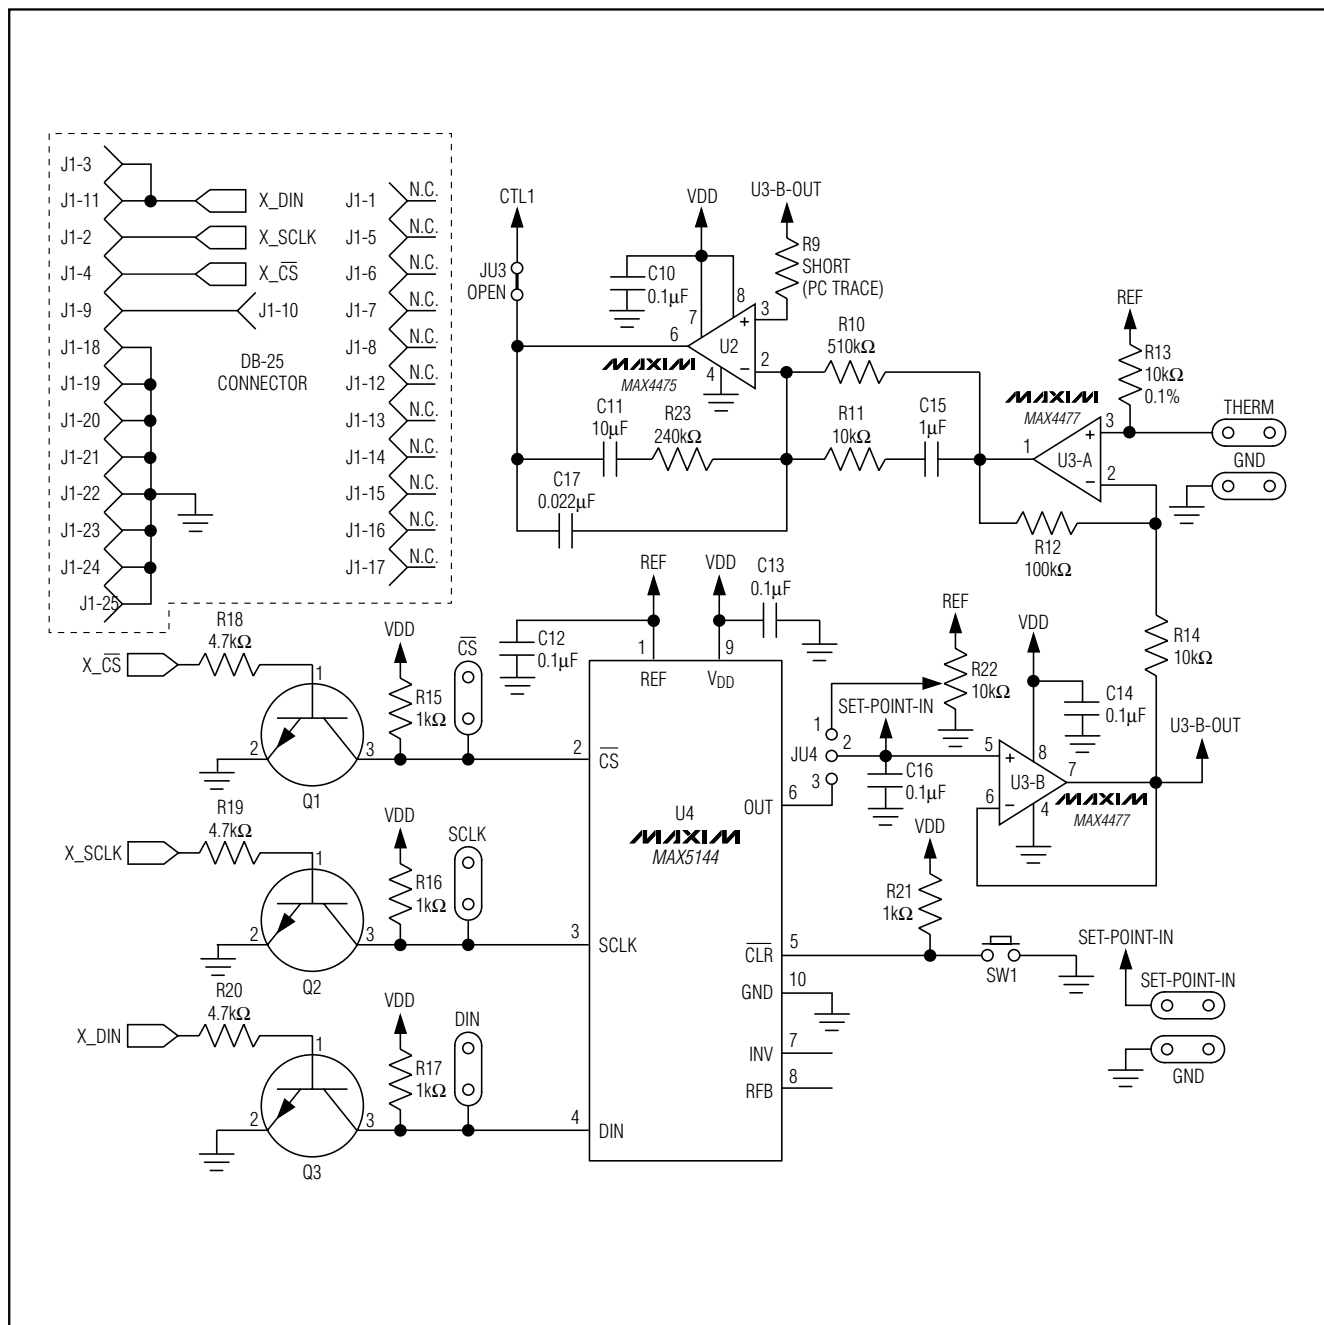 J1-3
J1-11
X_DIN
J1-2
X_SCLK
J1-4
X_C̅S̅
J1-9
J1-10
J1-18
J1-19
J1-20
J1-21
J1-22
J1-23
J1-24
J1-25
DB-25
CONNECTOR
J1-1
N.C.
J1-5
N.C.
J1-6
N.C.
J1-7
N.C.
J1-8
N.C.
J1-12
N.C.
J1-13
N.C.
J1-14
N.C.
J1-15
N.C.
J1-16
N.C.
J1-17
N.C.
CTL1
JU3
OPEN
VDD
C10
0.1µF
U3-B-OUT
R9
SHORT
(PC TRACE)
6
7
8
3
2
4
U2
MAXIM
MAX4475
R10
510kΩ
C11
10µF
R23
240kΩ
R11
10kΩ
C15
1µF
C17
0.022µF
REF
R13
10kΩ
0.1%
MAXIM
MAX4477
1
3
2
U3-A
THERM
GND
R12
100kΩ
R14
10kΩ
R18
4.7kΩ
X_C̅S̅
1
2
3
Q1
VDD
R15
1kΩ
C̅S̅
R19
4.7kΩ
X_SCLK
1
2
3
Q2
VDD
R16
1kΩ
SCLK
R20
4.7kΩ
X_DIN
1
2
3
Q3
VDD
R17
1kΩ
DIN
REF
C12
0.1µF
VDD
C13
0.1µF
1
9
REF
VDD
2
C̅S̅
3
SCLK
4
DIN
U4
MAXIM
MAX5144
OUT
6
C̅L̅R̅
5
GND
10
INV
7
RFB
8
REF
R22
10kΩ
SET-POINT-IN
1
2
3
JU4
C16
0.1µF
VDD
C14
0.1µF
5
6
8
4
7
U3-B
MAXIM
MAX4477
U3-B-OUT
VDD
R21
1kΩ
SW1
SET-POINT-IN
SET-POINT-IN
GND